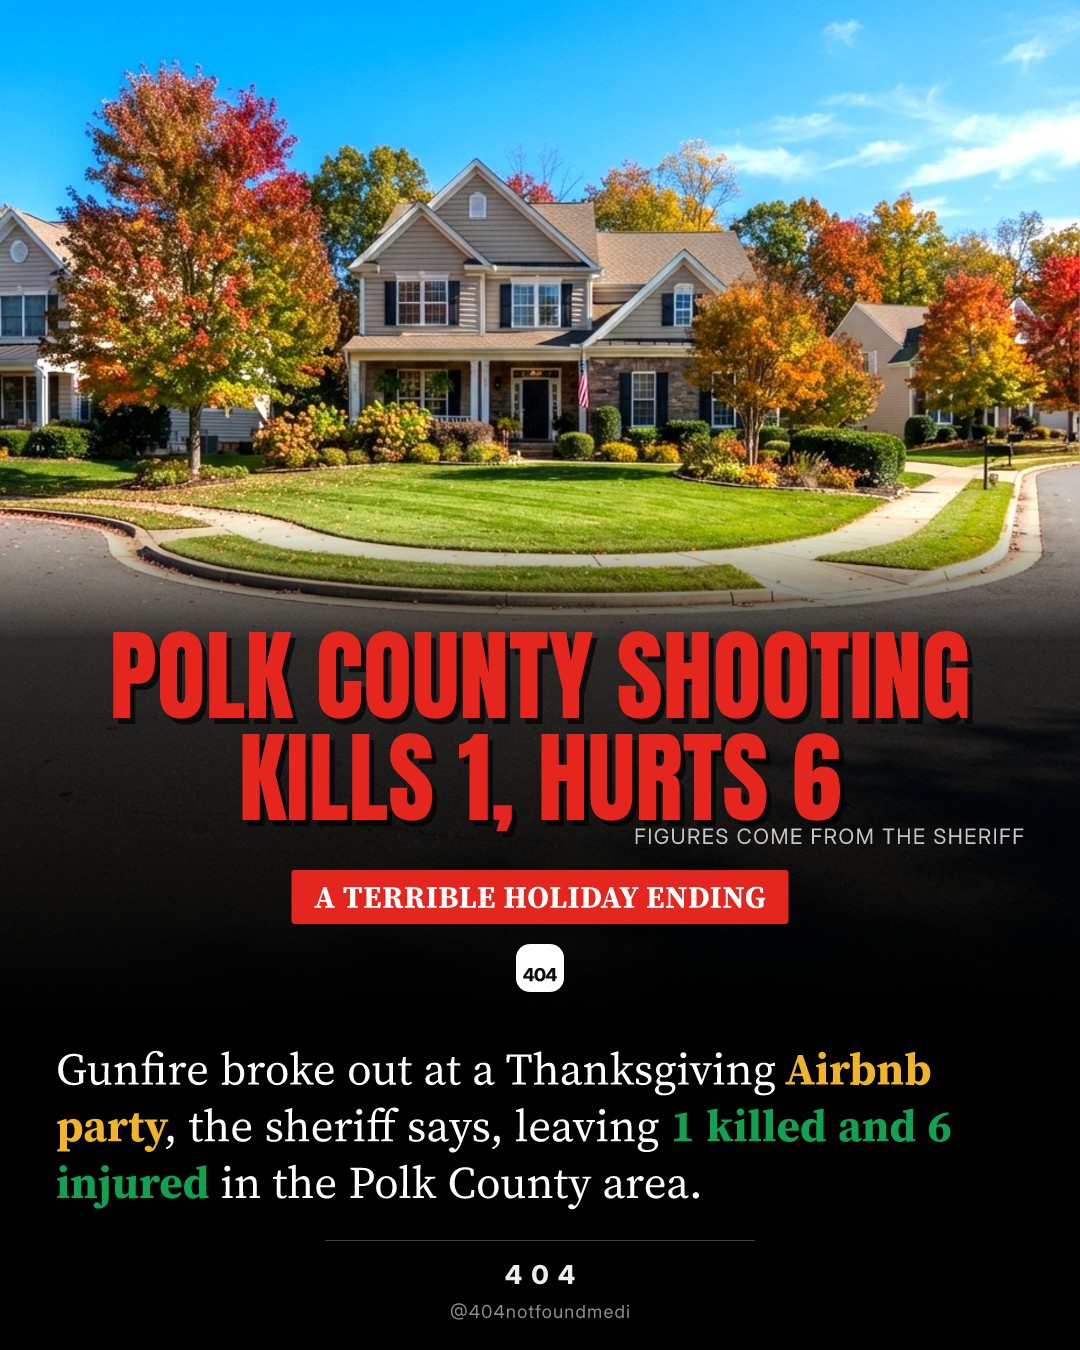 POLK COUNTY SHOOTING
KILLS 1, HURTS 6
FIGURES COME FROM THE SHERIFF
A TERRIBLE HOLIDAY ENDING
404
Gunfire broke out at a Thanksgiving Airbnb
party, the sheriff says, leaving 1 killed and 6
injured in the Polk County area.
404
@404notfoundmedi